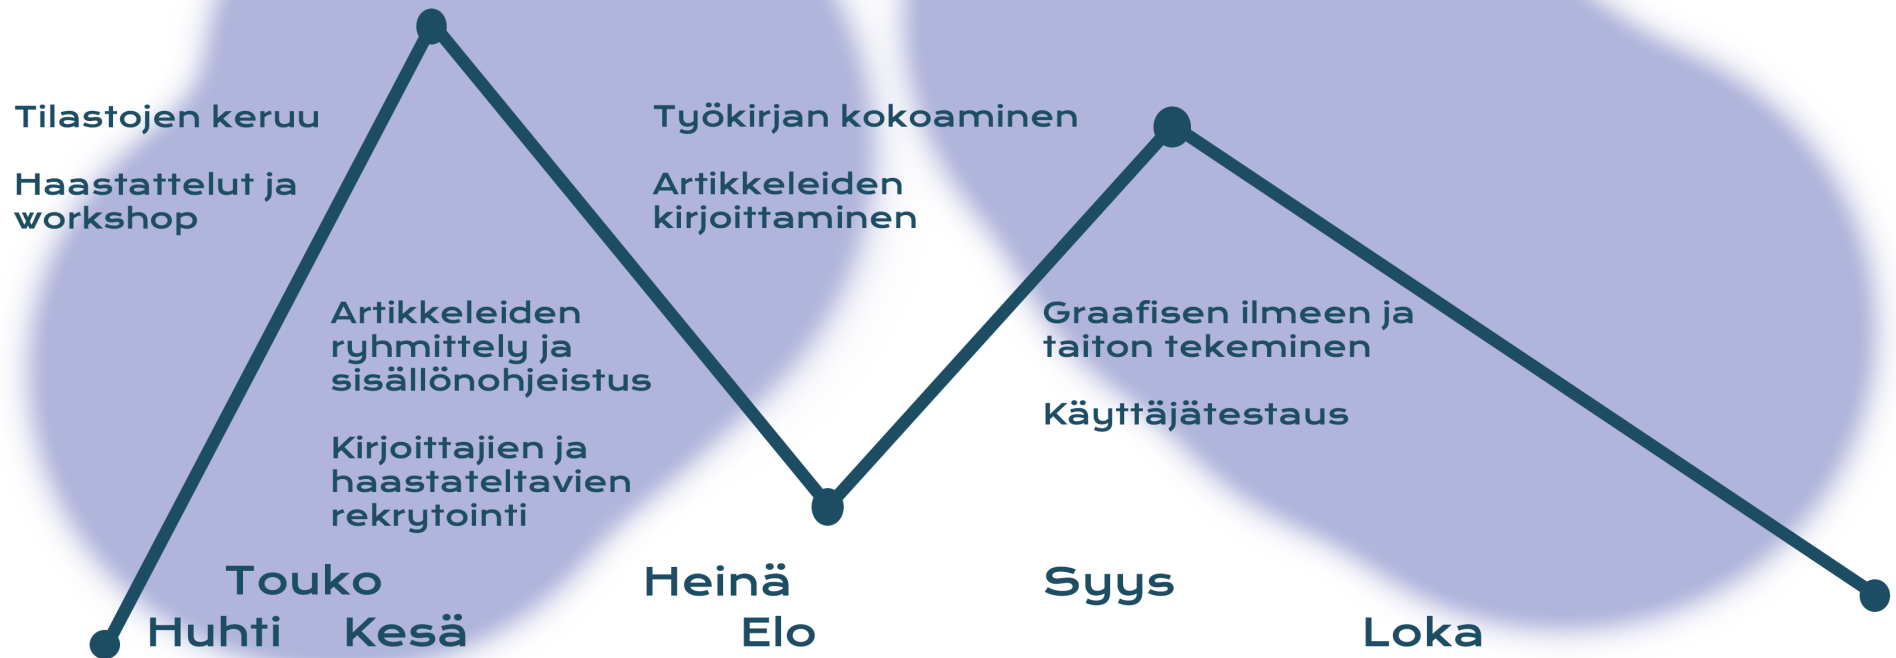 Tilastojen keruu
Haastattelut ja
workshop
Artikkeleiden
ryhmittely ja
sisällönohjeistus
Kirjoittajien ja
haastateltavien
rekrytointi
Työkirjan kokoaminen
Artikkeleiden
kirjoittaminen
Graafisen ilmeen ja
taiton tekeminen
Käyttäjätestaus
Huhti
Touko
Kesä
Heinä
Elo
Syys
Loka